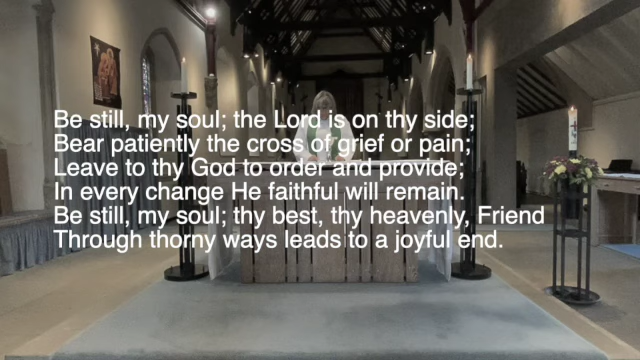 Be still, my soul; the Lord is on thy side;
Bear patiently the cross of grief or pain;
Leave to thy God to order and provide;
In every change He faithful will remain.
Be still, my soul; thy best, thy heavenly, Friend
Through thorny ways leads to a joyful end.